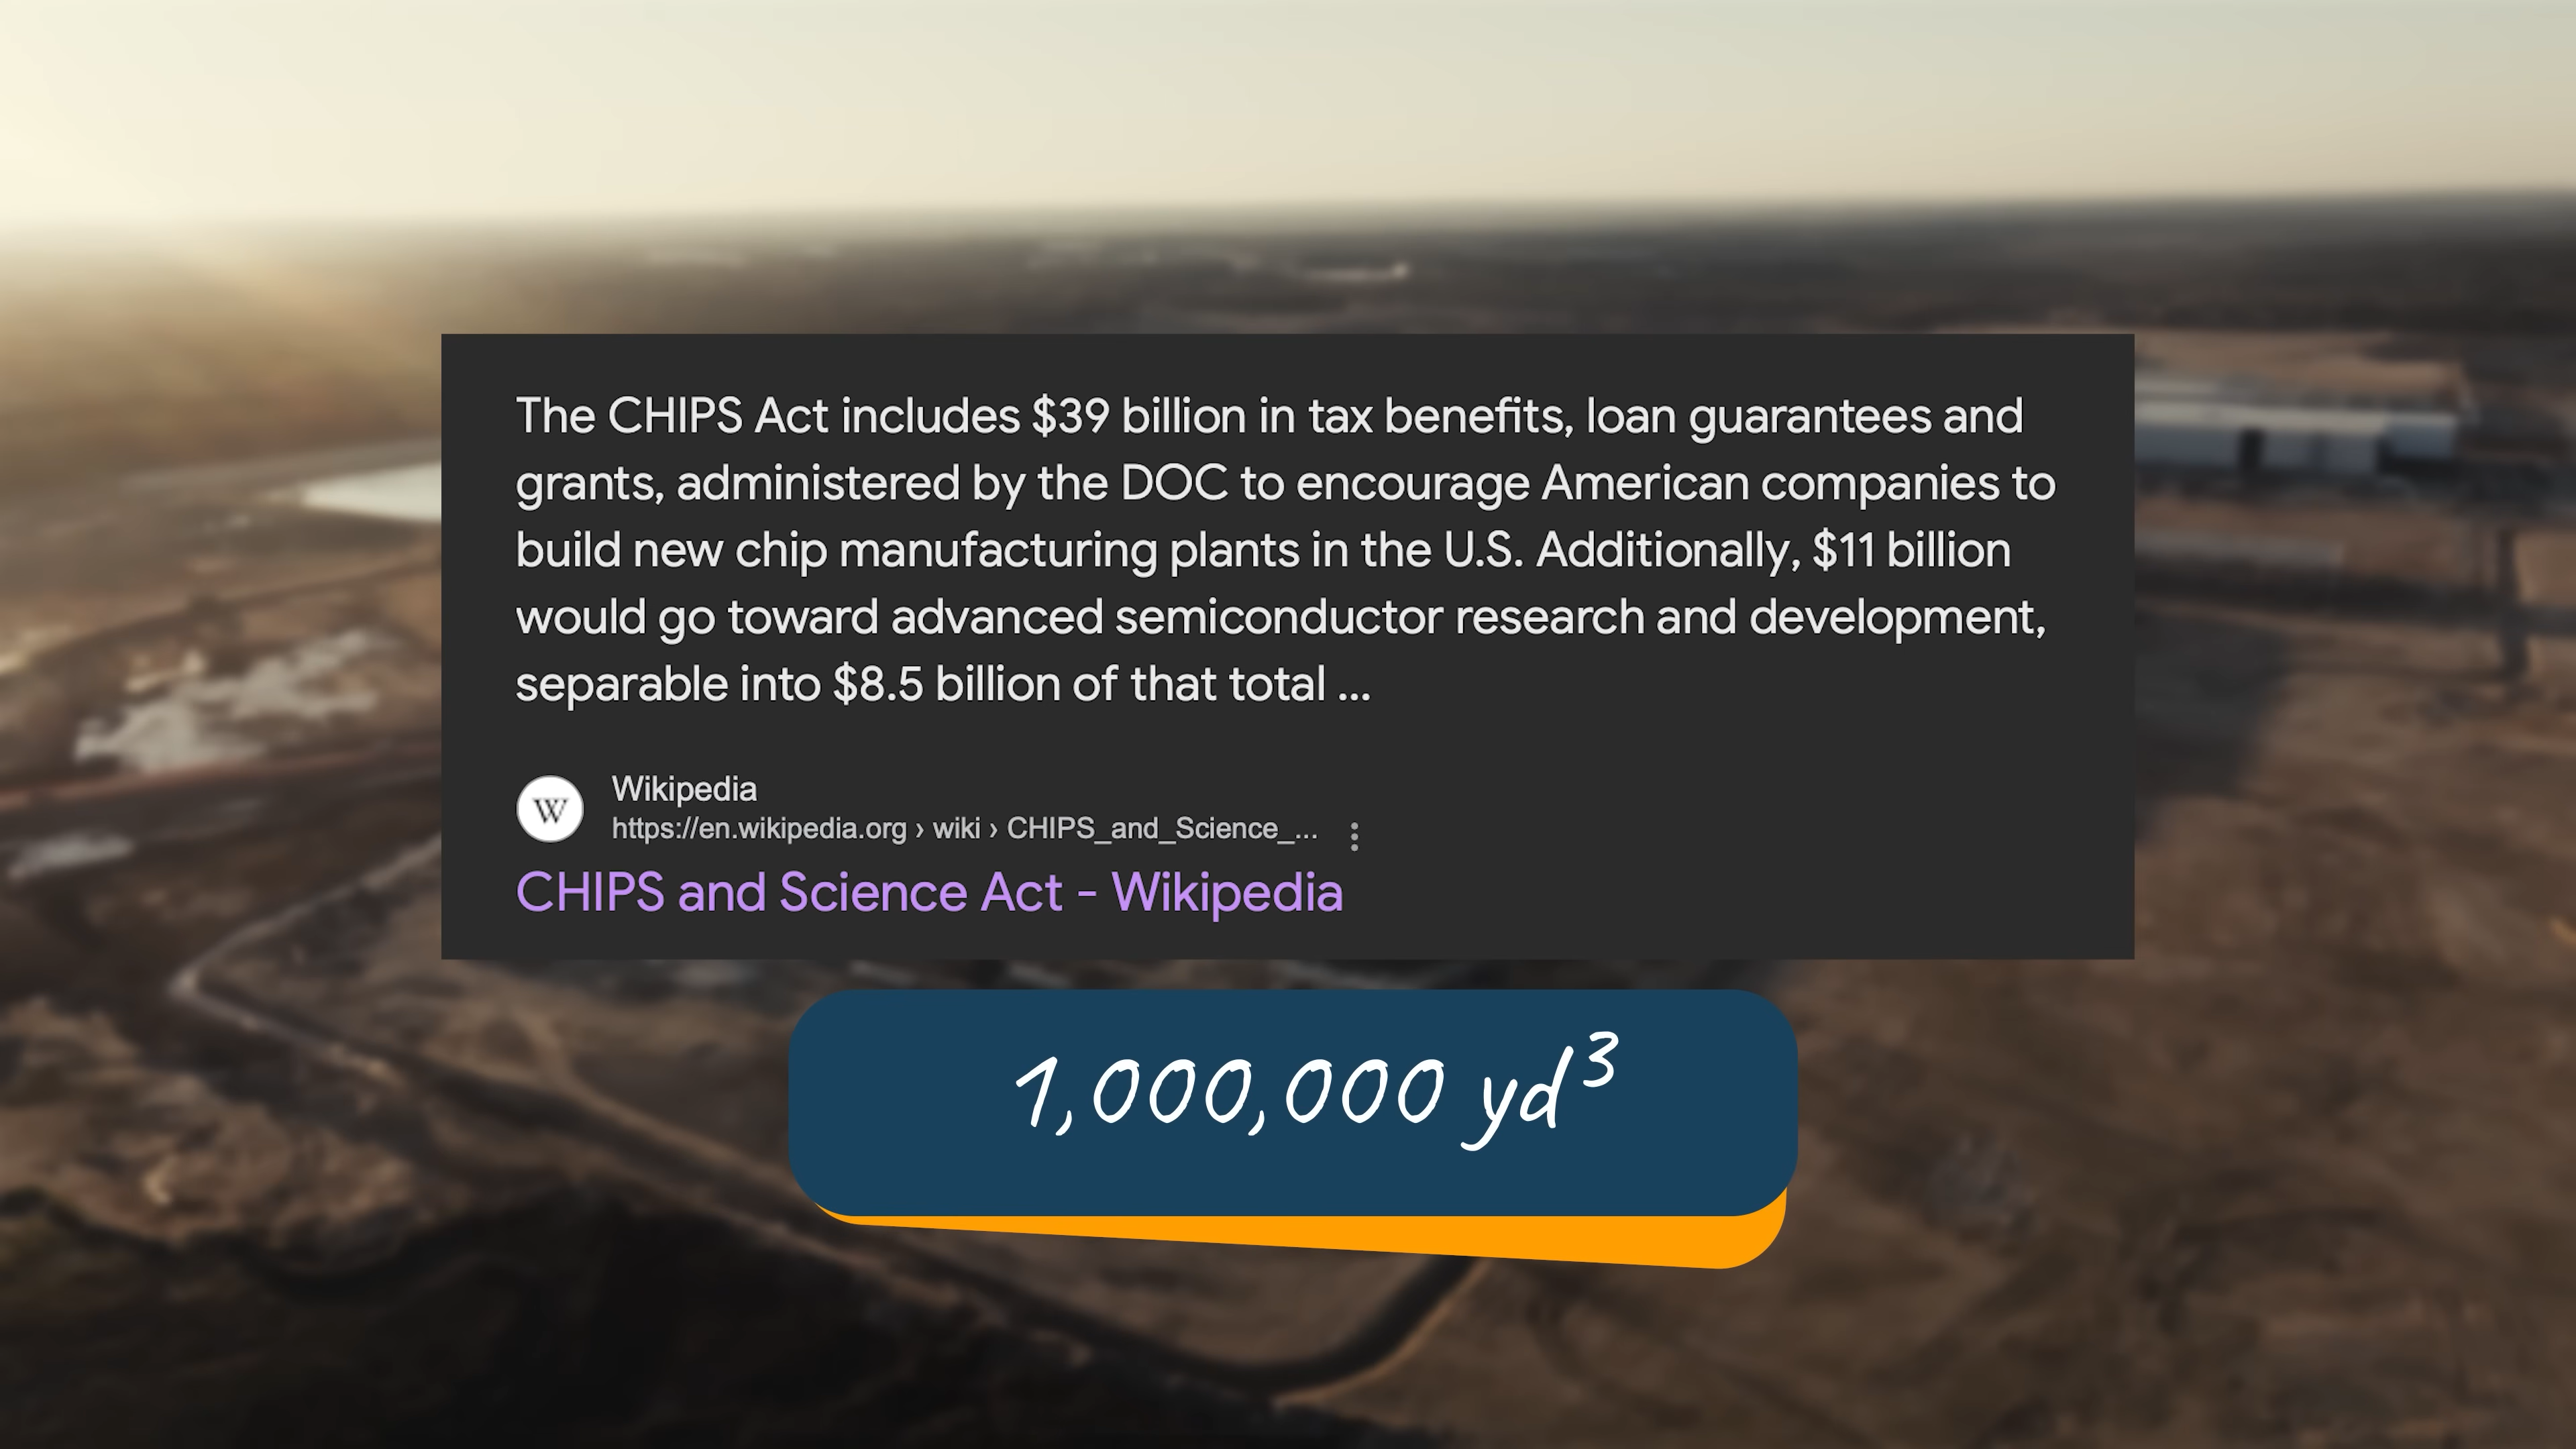 The CHIPS Act includes $39 billion in tax benefits, loan guarantees and
grants, administered by the DOC to encourage American companies to
build new chip manufacturing plants in the U.S. Additionally, $11 billion
would go toward advanced semiconductor research and development,
separable into $8.5 billion of that total ...
W
Wikipedia
https://en.wikipedia.org › wiki › CHIPS_and_Science_...
CHIPS and Science Act - Wikipedia
1,000,000 yd³